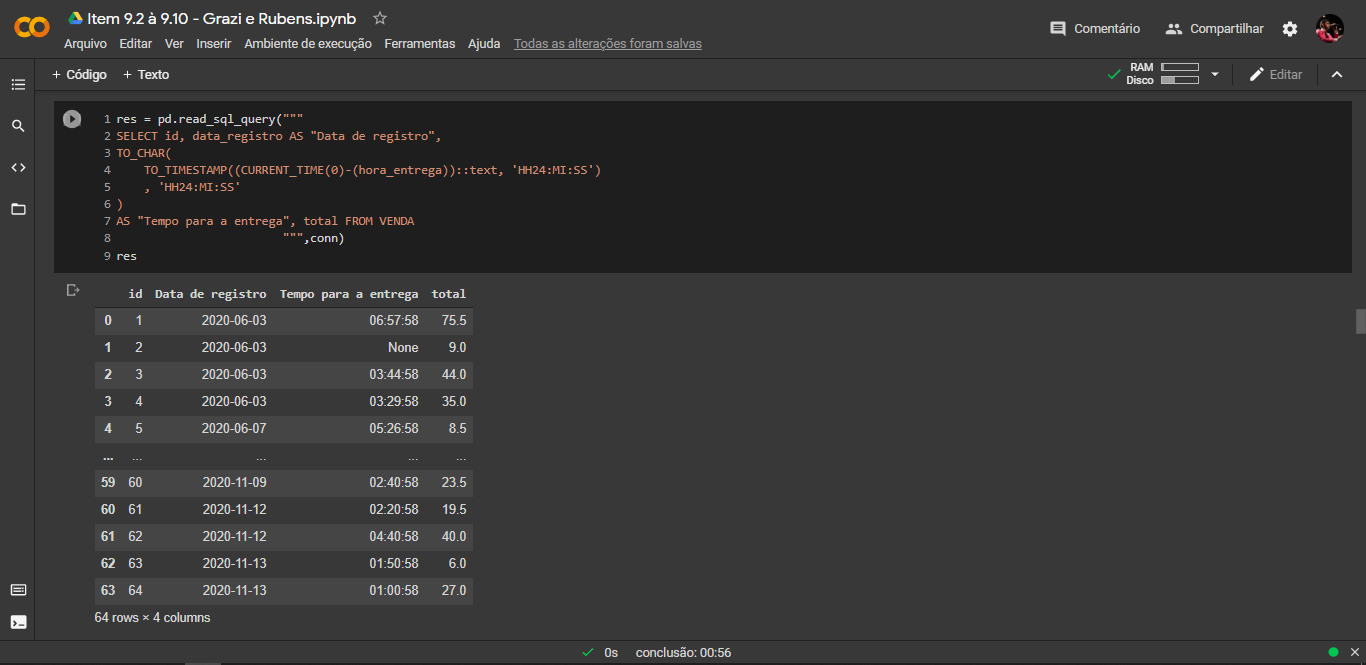 Item 9.2 à 9.10 - Grazi e Rubens.ipynb
Arquivo Editar Ver Inserir Ambiente de execução Ferramentas Ajuda Todas as alterações foram salvas
Comentário Compartilhar
+ Código + Texto
RAM
Disco
Editar
1 res = pd.read_sql_query("""
2 SELECT id, data_registro AS "Data de registro",
3 TO_CHAR(
4 TO_TIMESTAMP((CURRENT_TIME(0)-(hora_entrega))::text, 'HH24:MI:SS')
5 , 'HH24:MI:SS'
6 )
7 AS "Tempo para a entrega", total FROM VENDA
8 """,conn)
9 res
id Data de registro Tempo para a entrega total
0 1 2020-06-03 06:57:58 75.5
1 2 2020-06-03 None 9.0
2 3 2020-06-03 03:44:58 44.0
3 4 2020-06-03 03:29:58 35.0
4 5 2020-06-07 05:26:58 8.5
... ... ... ... ...
59 60 2020-11-09 02:40:58 23.5
60 61 2020-11-12 02:20:58 19.5
61 62 2020-11-12 04:40:58 40.0
62 63 2020-11-13 01:50:58 6.0
63 64 2020-11-13 01:00:58 27.0
64 rows × 4 columns
0s conclusão: 00:56